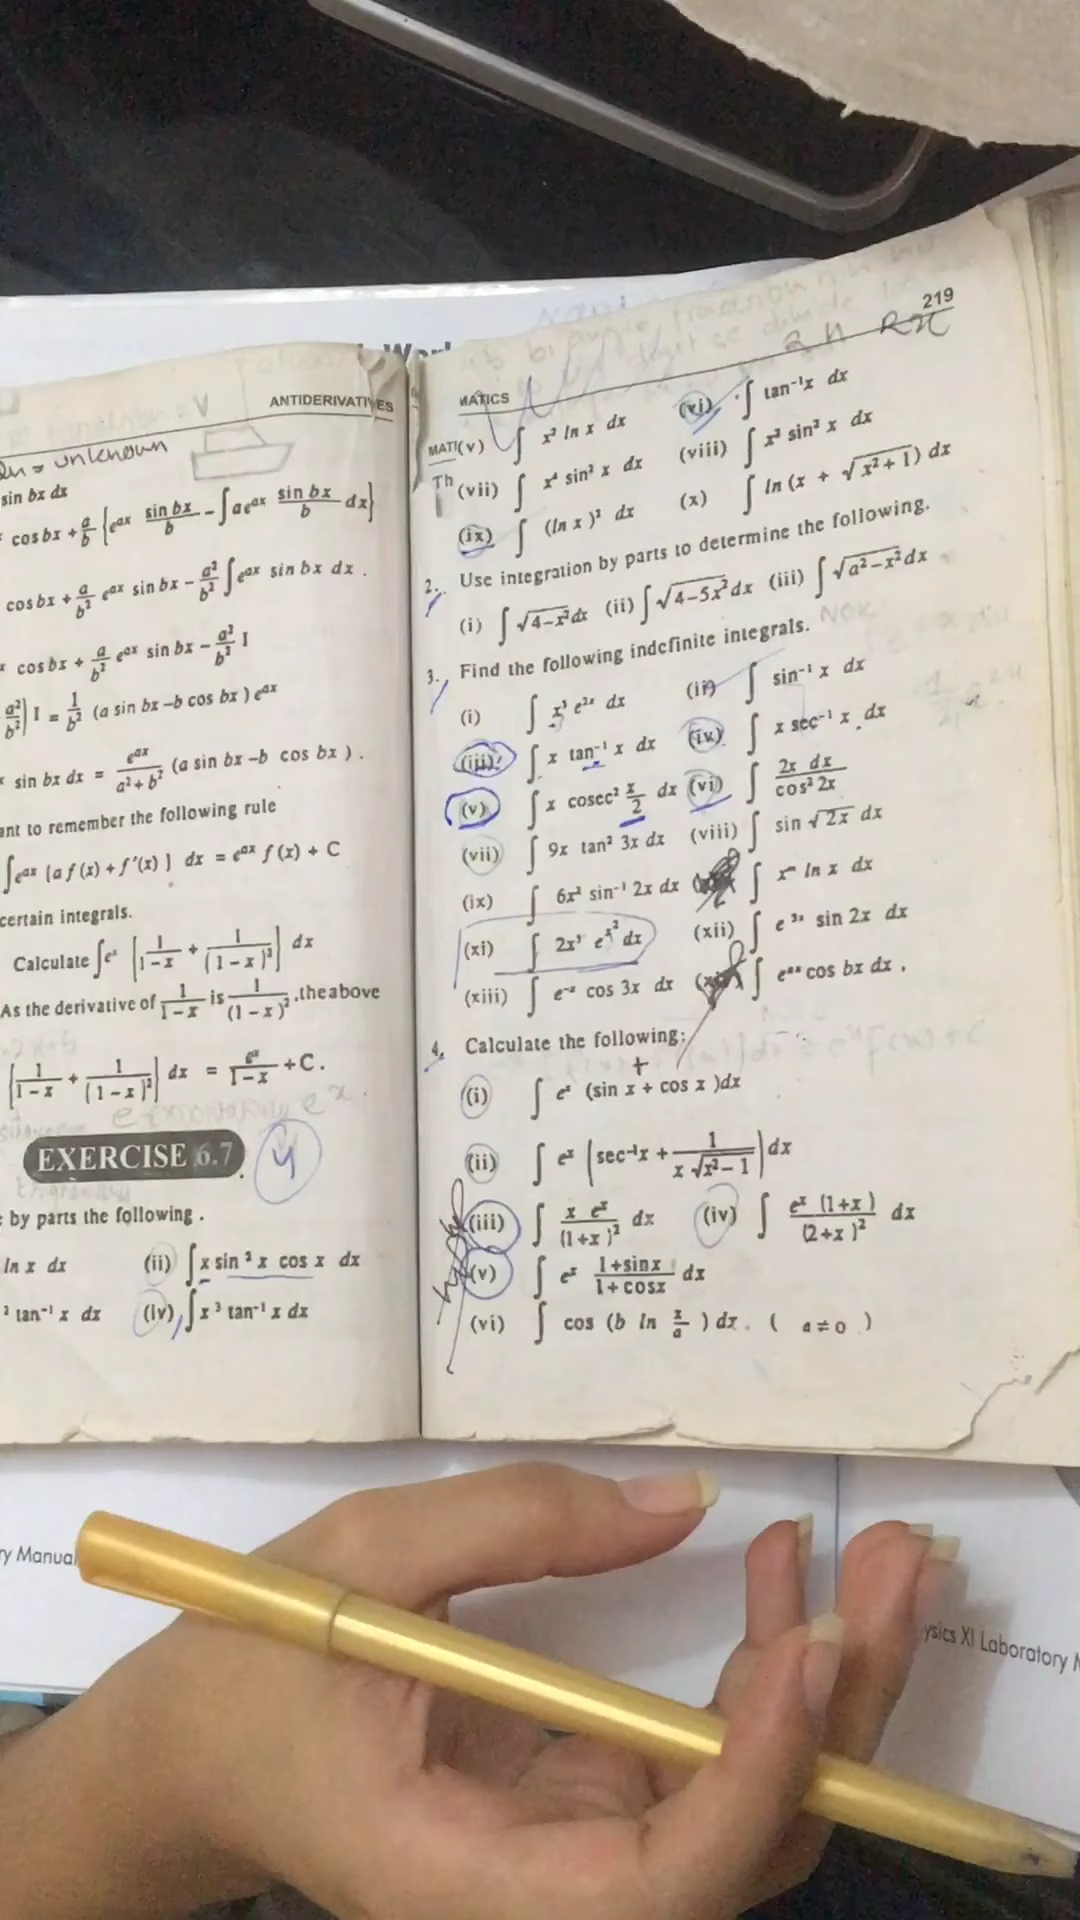 ANTIDERIVATIVES
= unknown
sin bx dx
cos bx + a/b {e^ax sin bx/b - ∫ a e^ax sin bx/b dx}
cos bx + a/b² e^ax sin bx - a²/b² ∫ e^ax sin bx dx .
cos bx + a/b² e^ax sin bx - a²/b² I
a²/b²] I = 1/b² (a sin bx - b cos bx ) e^ax
sin bx dx = e^ax/a²+b² (a sin bx - b cos bx ) .
ant to remember the following rule
∫ e^ax [a f (x) + f ′(x) ] dx = e^ax f (x) + C
certain integrals.
Calculate ∫ e^x [1/1-x + 1/(1-x)²] dx
As the derivative of 1/1-x is 1/(1-x)² , the above
[1/1-x + 1/(1-x)²] dx = e^x/1-x + C .
EXERCISE 6.7
4
by parts the following .
ln x dx (ii) ∫ x sin³ x cos x dx
² tan⁻¹ x dx (iv) ∫ x³ tan⁻¹ x dx
219
MATICS
MATI
Th
(v) ∫ x² ln x dx (vi) ∫ tan⁻¹x dx
(vii) ∫ x⁴ sin² x dx (viii) ∫ x³ sin² x dx
(ix) ∫ (ln x )² dx (x) ∫ ln (x + √x² + 1) dx
2. Use integration by parts to determine the following.
(i) ∫ √4-x² dx (ii) ∫ √4-5x² dx (iii) ∫ √a²-x² dx
3. Find the following indefinite integrals.
(i) ∫ x³ e^2x dx (ii) ∫ sin⁻¹ x dx
(iii) ∫ x tan⁻¹ x dx (iv) ∫ x sec⁻¹ x dx
(v) ∫ x cosec² x/2 dx (vi) ∫ 2x dx/cos² 2x
(vii) ∫ 9x tan² 3x dx (viii) ∫ sin √2x dx
(ix) ∫ 6x² sin⁻¹ 2x dx ∫ x^n ln x dx
(xi) ∫ 2x³ e^x² dx (xii) ∫ e^3x sin 2x dx
(xiii) ∫ e^-x cos 3x dx ∫ e^ax cos bx dx .
4. Calculate the following:
+
(i) ∫ e^x (sin x + cos x )dx
(ii) ∫ e^x [sec⁻¹x + 1/x √x²-1] dx
(iii) ∫ x e^x/(1+x)² dx (iv) ∫ e^x (1+x)/(2+x)² dx
(v) ∫ e^x 1+sinx/1+cosx dx
(vi) ∫ cos (b ln x/a ) dx . ( a ≠ 0 )
ry Manual
ysics XI Laboratory M